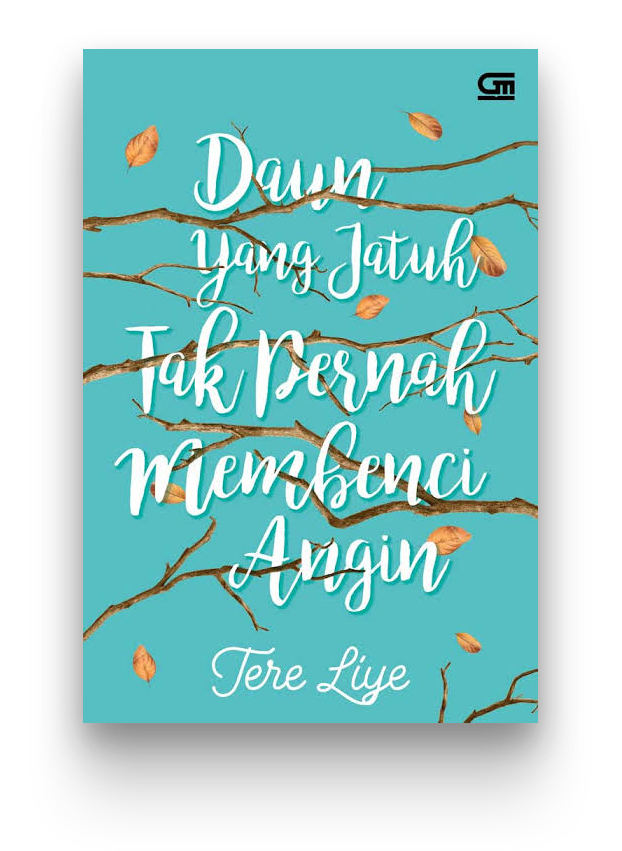 GM
Daun
Yang Jatuh
Tak Pernah
Membenci
Angin
Tere Liye